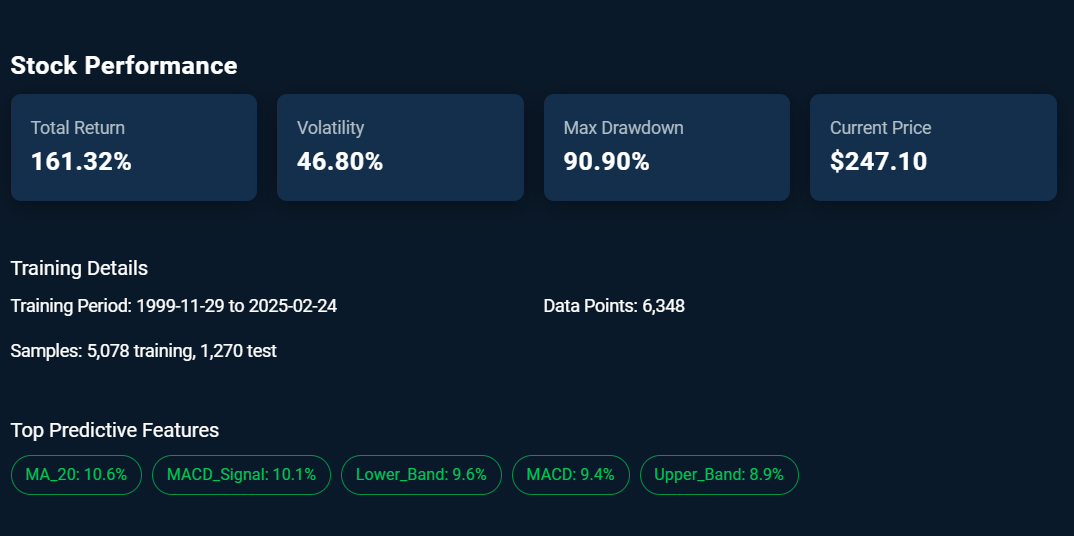 Stock Performance
Total Return
161.32%
Volatility
46.80%
Max Drawdown
90.90%
Current Price
$247.10
Training Details
Training Period: 1999-11-29 to 2025-02-24
Data Points: 6,348
Samples: 5,078 training, 1,270 test
Top Predictive Features
MA_20: 10.6%
MACD_Signal: 10.1%
Lower_Band: 9.6%
MACD: 9.4%
Upper_Band: 8.9%